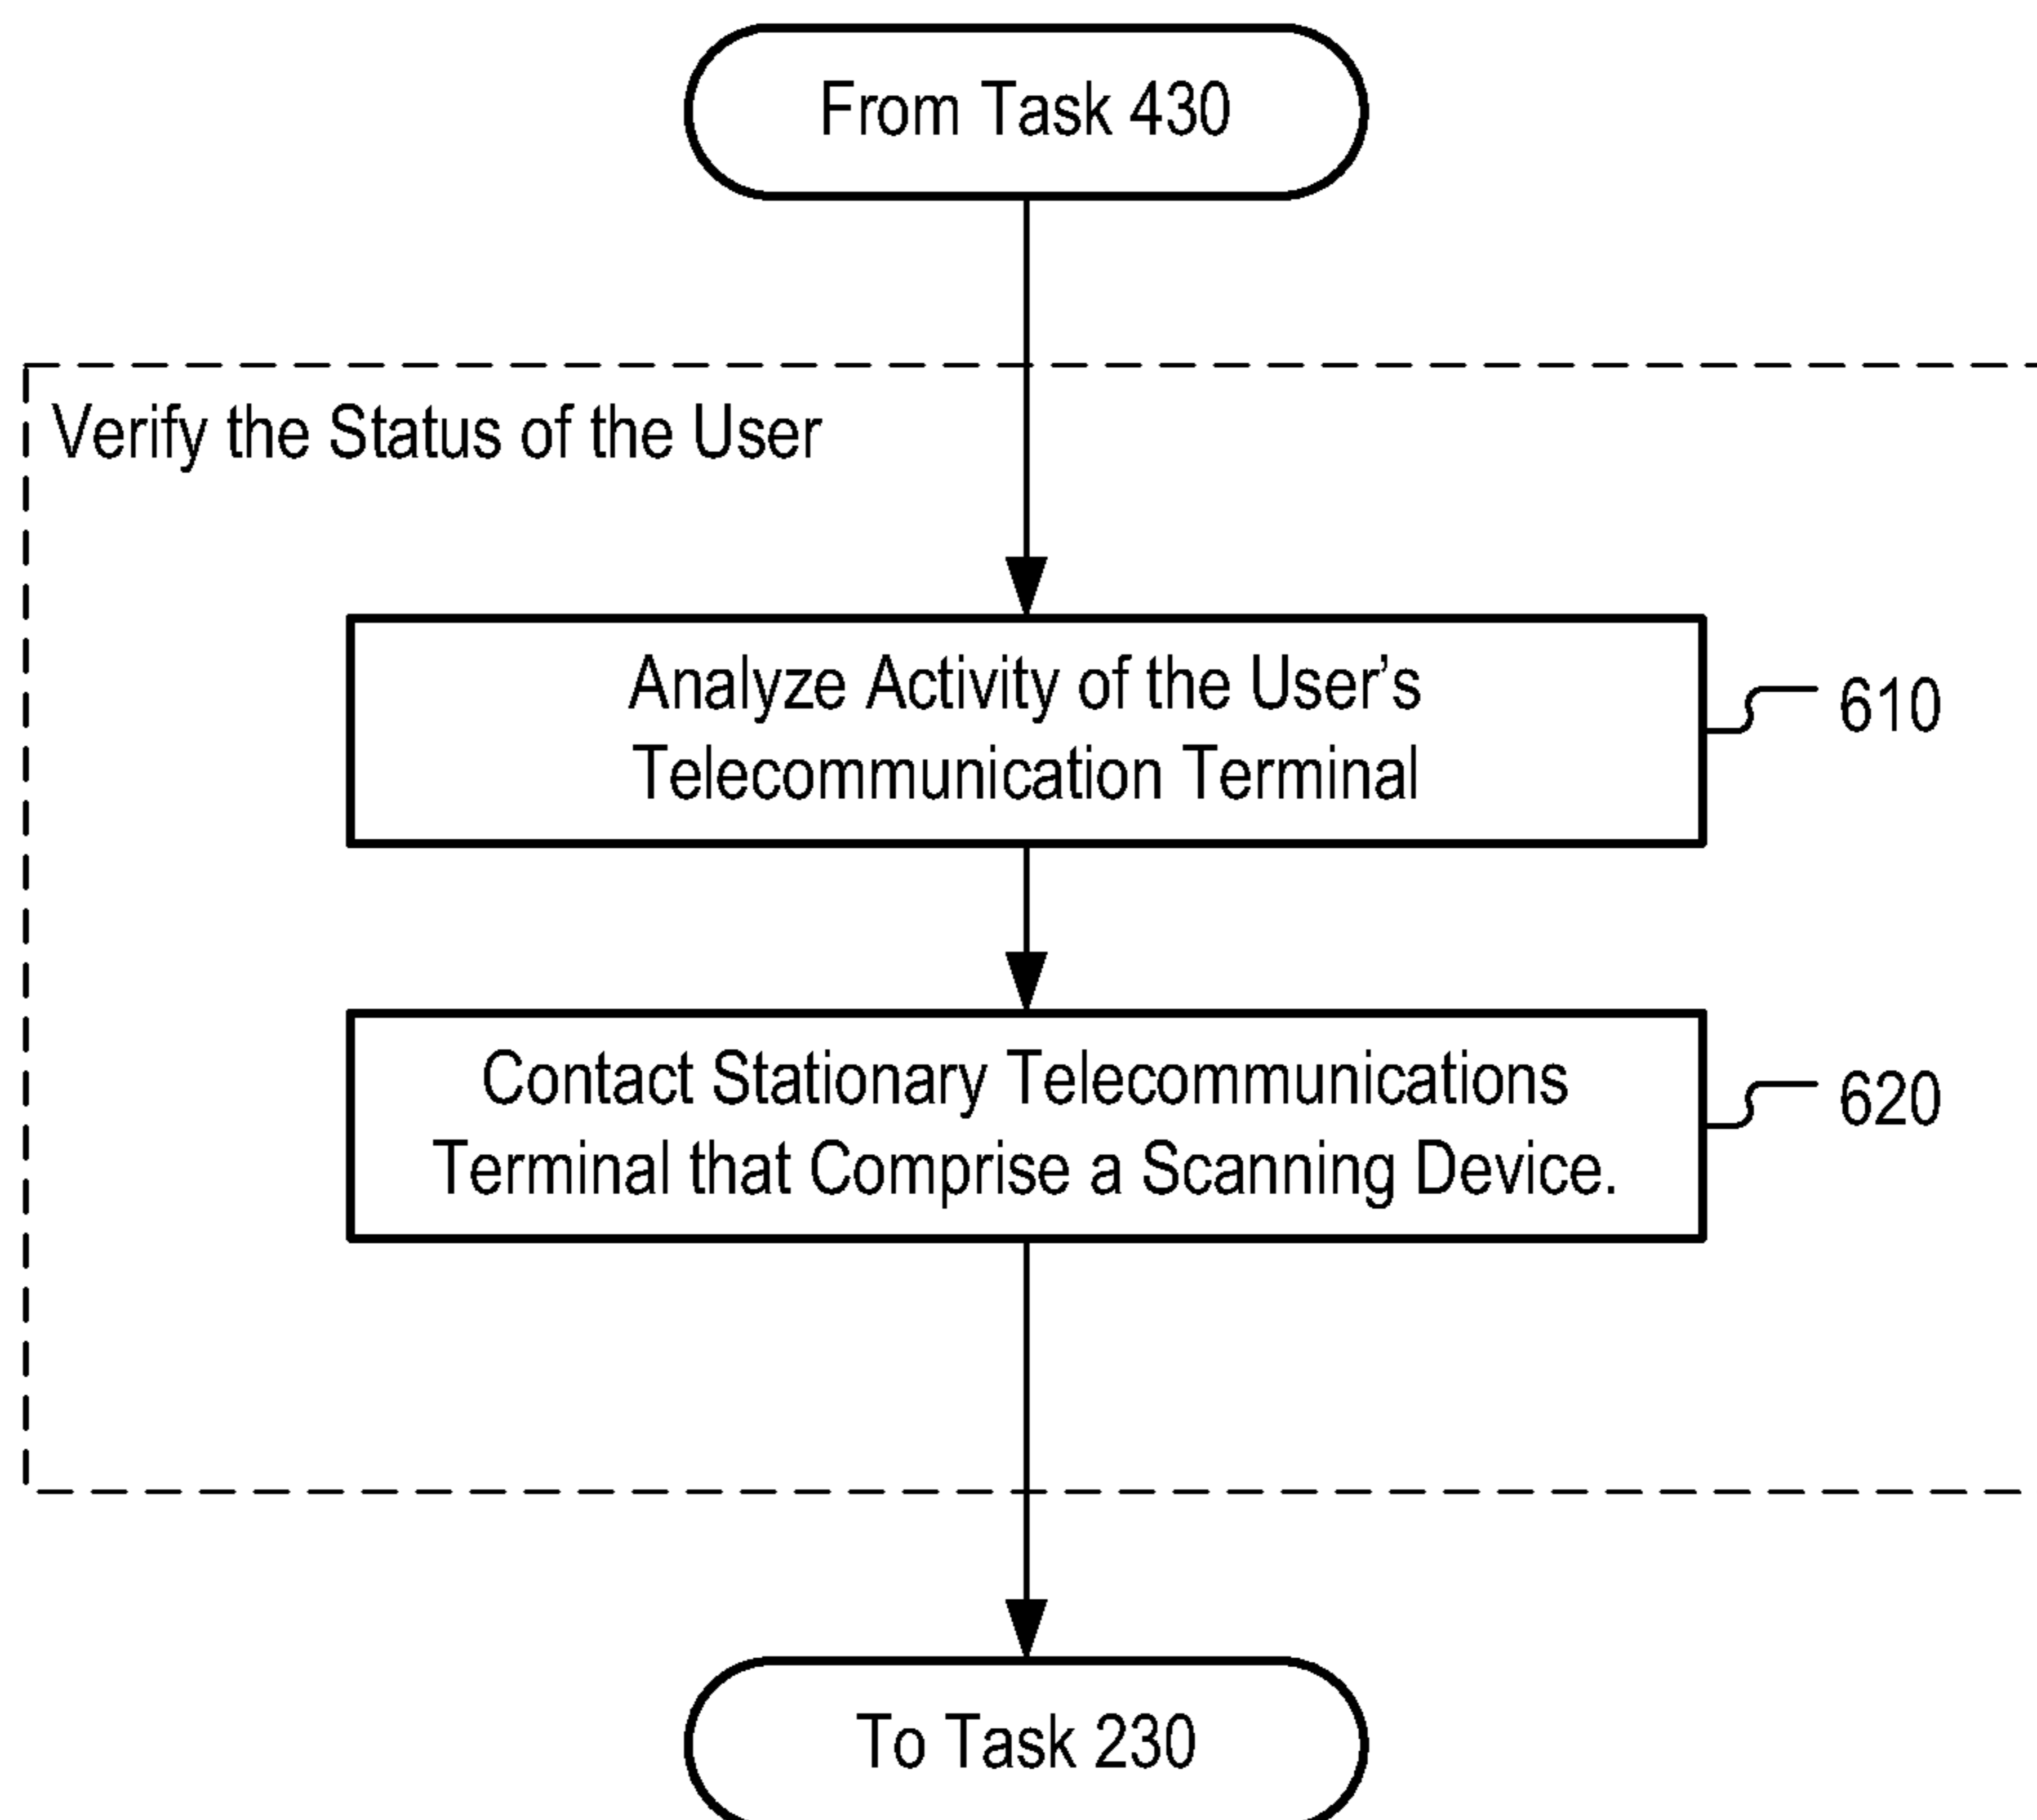 From Task 430
Verify the Status of the User
Analyze Activity of the User’s
Telecommunication Terminal
610
Contact Stationary Telecommunications
Terminal that Comprise a Scanning Device.
620
To Task 230